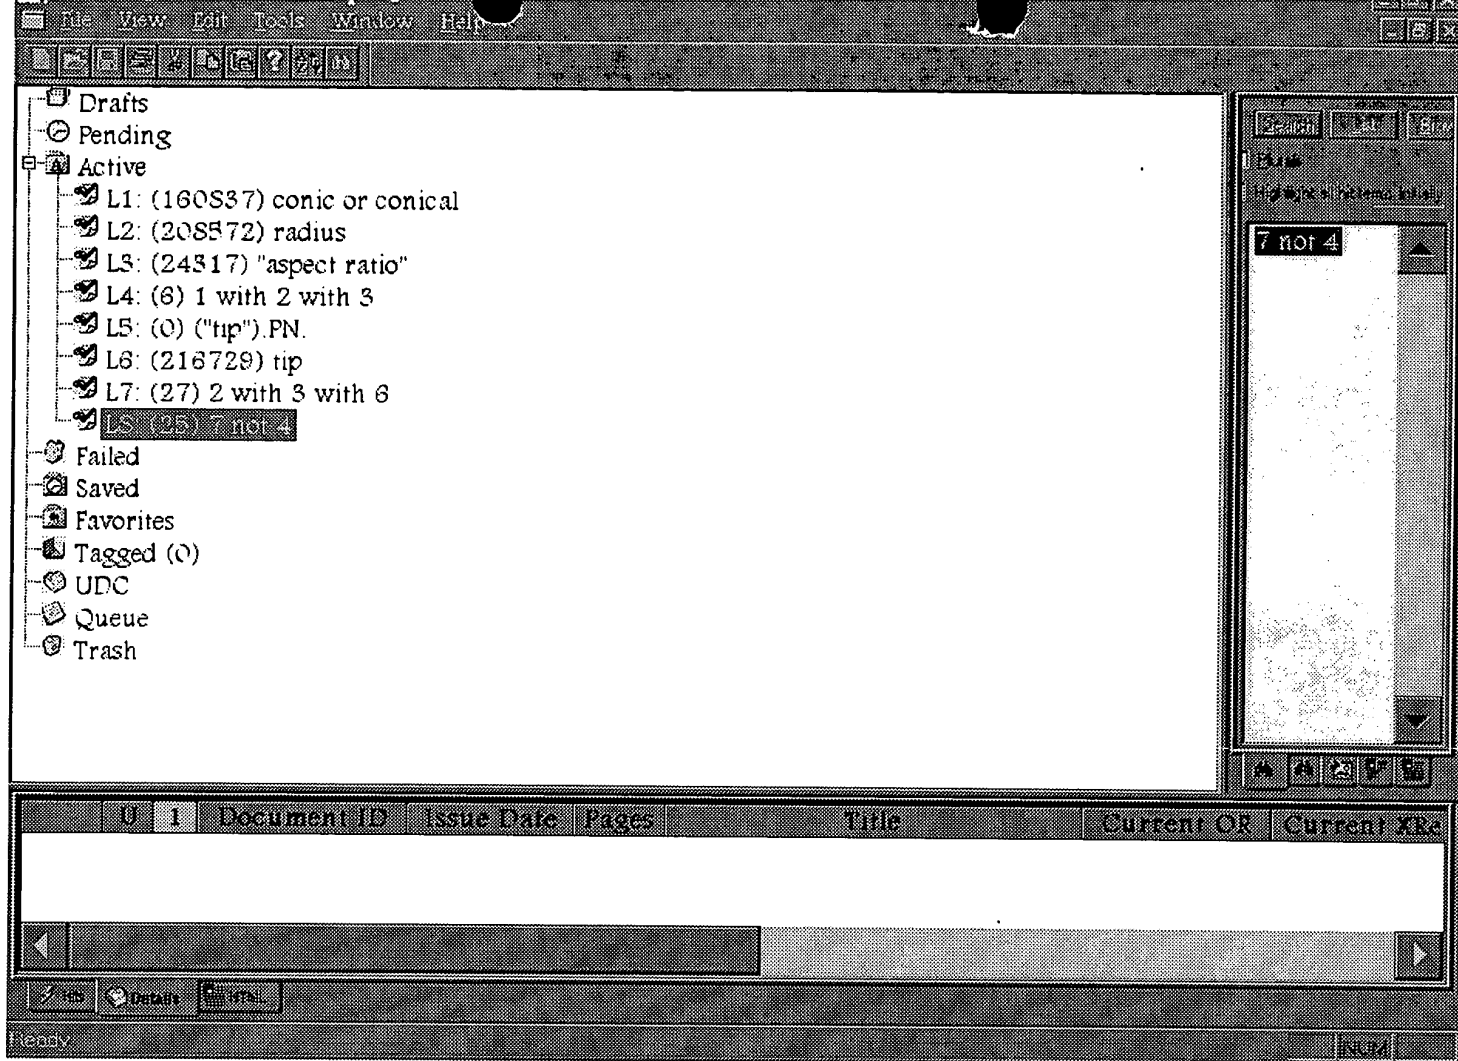 File View Edit Tools Window Help
Drafts
Pending
Active
L1: (160837) conic or conical
L2: (208572) radius
L3: (24317) "aspect ratio"
L4: (6) 1 with 2 with 3
L5: (0) ("tip").PN.
L6: (216729) tip
L7: (27) 2 with 3 with 6
L8: (25) 7 not 4
Failed
Saved
Favorites
Tagged (0)
UDC
Queue
Trash
Search
7 not 4
U 1 Document ID Issue Date Pages Title Current OR Current XRe
Details
Ready
NUM